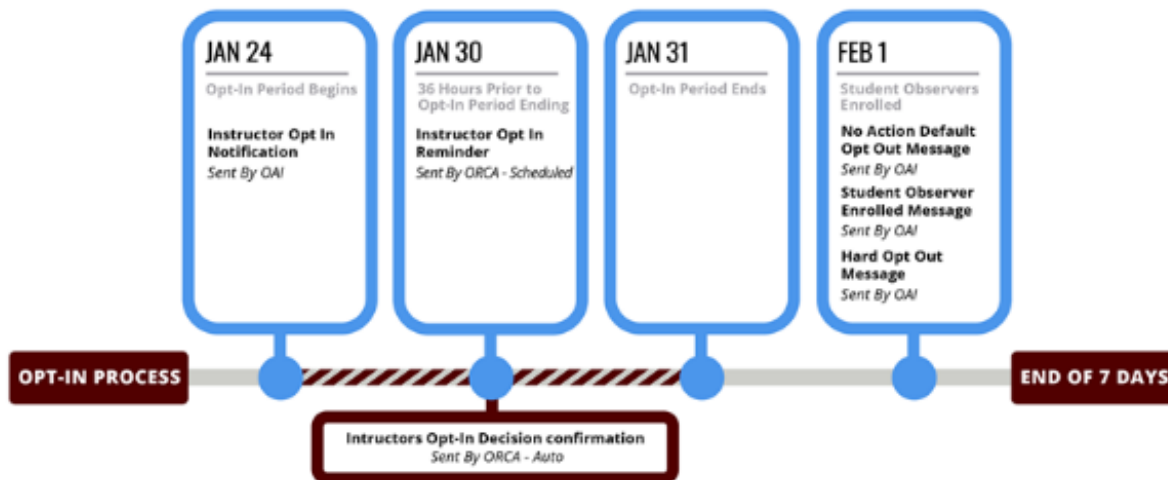 JAN 24
Opt-In Period Begins
Instructor Opt In
Notification
Sent By OAI
JAN 30
36 Hours Prior to
Opt-In Period Ending
Instructor Opt In
Reminder
Sent By ORCA - Scheduled
JAN 31
Opt-In Period Ends
FEB 1
Student Observers
Enrolled
No Action Default
Opt Out Message
Sent By OAI
Student Observer
Enrolled Message
Sent By OAI
Hard Opt Out
Message
Sent By OAI
OPT-IN PROCESS
END OF 7 DAYS
Intructors Opt-In Decision confirmation
Sent By ORCA - Auto